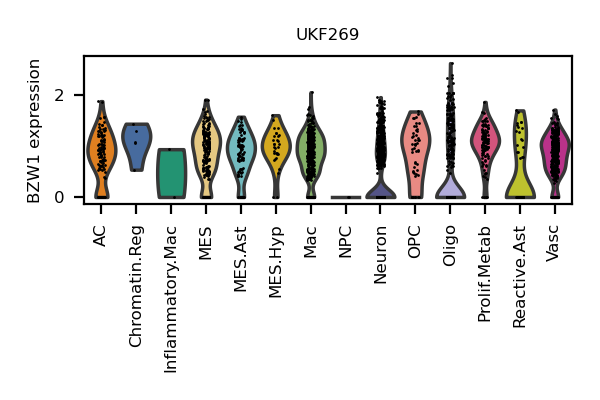 UKF269
BZW1 expression
2
0
AC
Chromatin.Reg
Inflammatory.Mac
MES
MES.Ast
MES.Hyp
Mac
NPC
Neuron
OPC
Oligo
Prolif.Metab
Reactive.Ast
Vasc